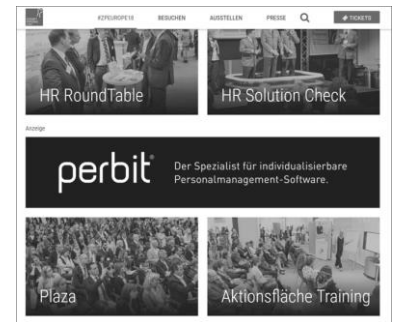 #ZPEUROPE18 BESUCHEN AUSSTELLEN PRESSE TICKETS
HR RoundTable
HR Solution Check
Anzeige
perbit®
Der Spezialist für individualisierbare
Personalmanagement-Software.
Plaza
Aktionsfläche Training